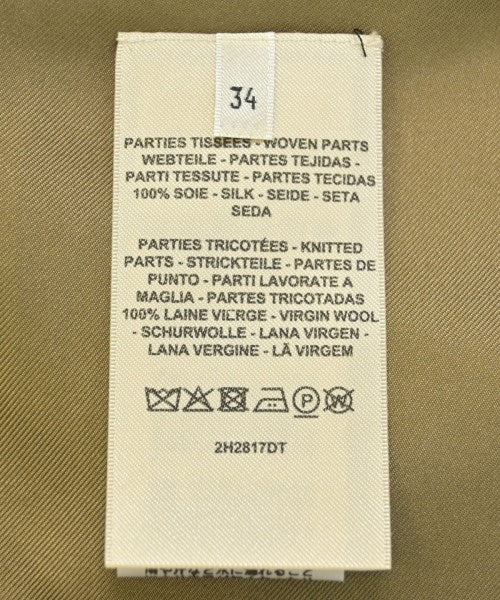 34
PARTIES TISSÉES - WOVEN PARTS
WEBTEILE - PARTES TEJIDAS -
PARTI TESSUTE - PARTES TECIDAS
100% SOIE - SILK - SEIDE - SETA
SEDA
PARTIES TRICOTÉES - KNITTED
PARTS - STRICKTEILE - PARTES DE
PUNTO - PARTI LAVORATE A
MAGLIA - PARTES TRICOTADAS
100% LAINE VIERGE - VIRGIN WOOL
- SCHURWOLLE - LANA VIRGEN -
LANA VERGINE - LÃ VIRGEM
P W
2H2817DT